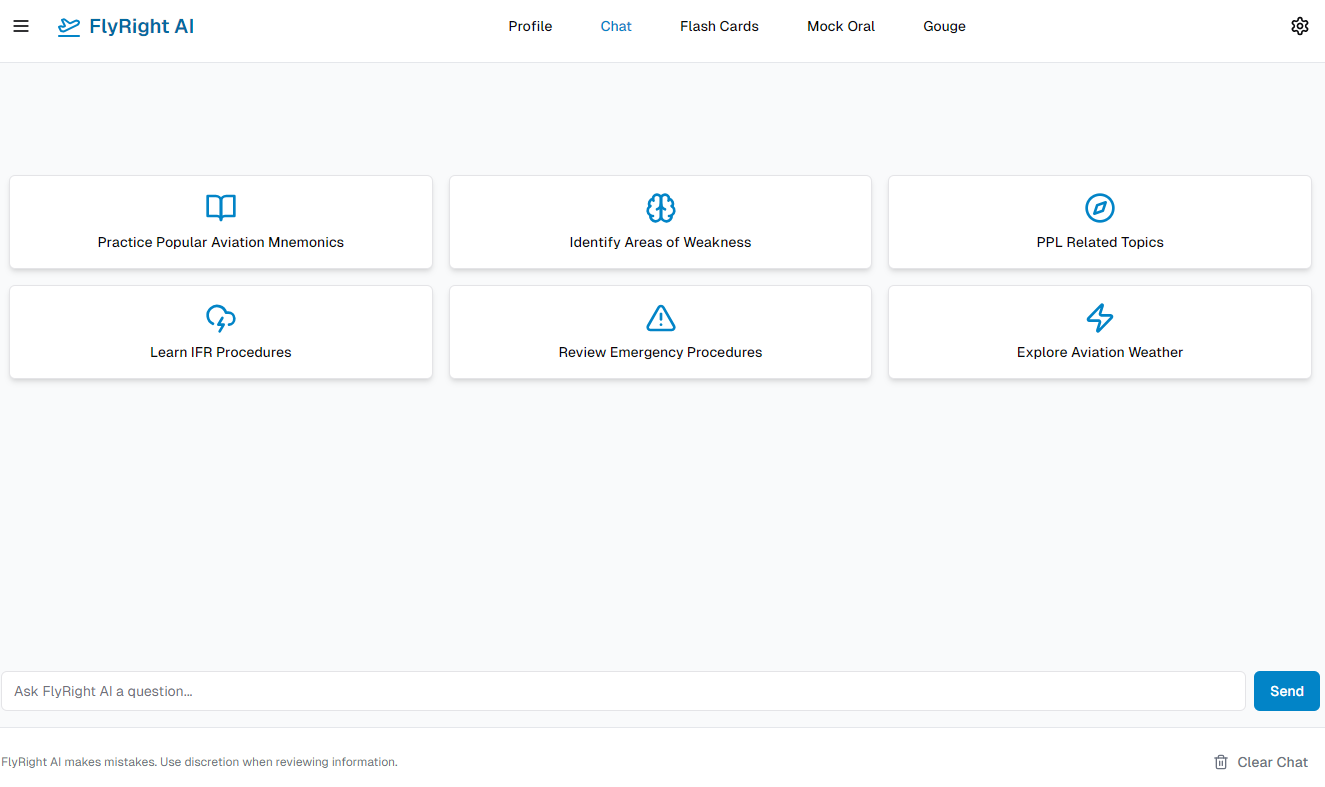 FlyRight AI
Profile
Chat
Flash Cards
Mock Oral
Gouge
Practice Popular Aviation Mnemonics
Identify Areas of Weakness
PPL Related Topics
Learn IFR Procedures
Review Emergency Procedures
Explore Aviation Weather
Ask FlyRight AI a question...
Send
FlyRight AI makes mistakes. Use discretion when reviewing information.
Clear Chat